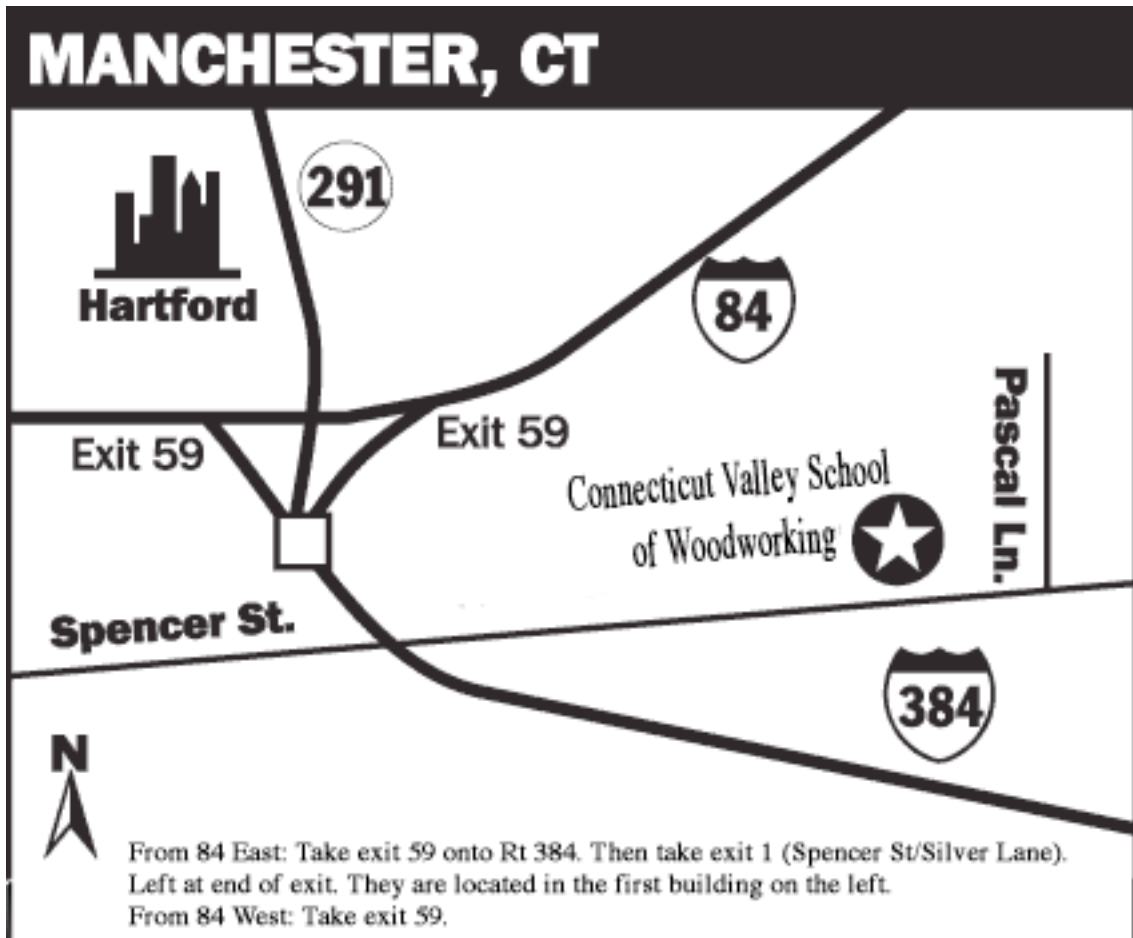 MANCHESTER, CT
291
Hartford
84
Exit 59
Exit 59
Pascal Ln.
Connecticut Valley School
of Woodworking
Spencer St.
384
N
From 84 East: Take exit 59 onto Rt 384. Then take exit 1 (Spencer St/Silver Lane).
Left at end of exit. They are located in the first building on the left.
From 84 West: Take exit 59.